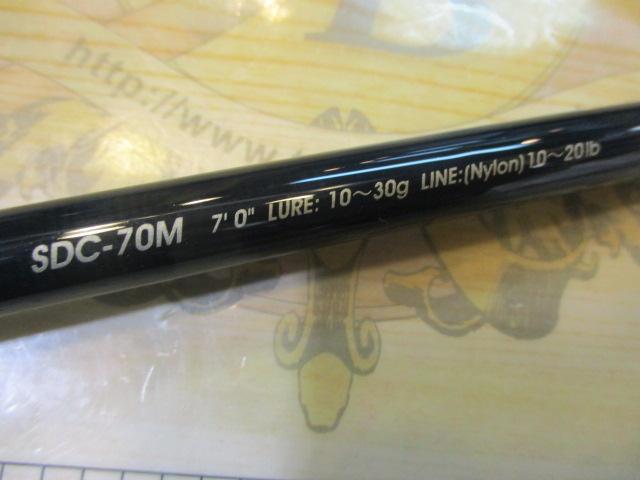 http://www.
SDC-70M 7' 0" LURE: 10~30g LINE:(Nylon) 10~20lb